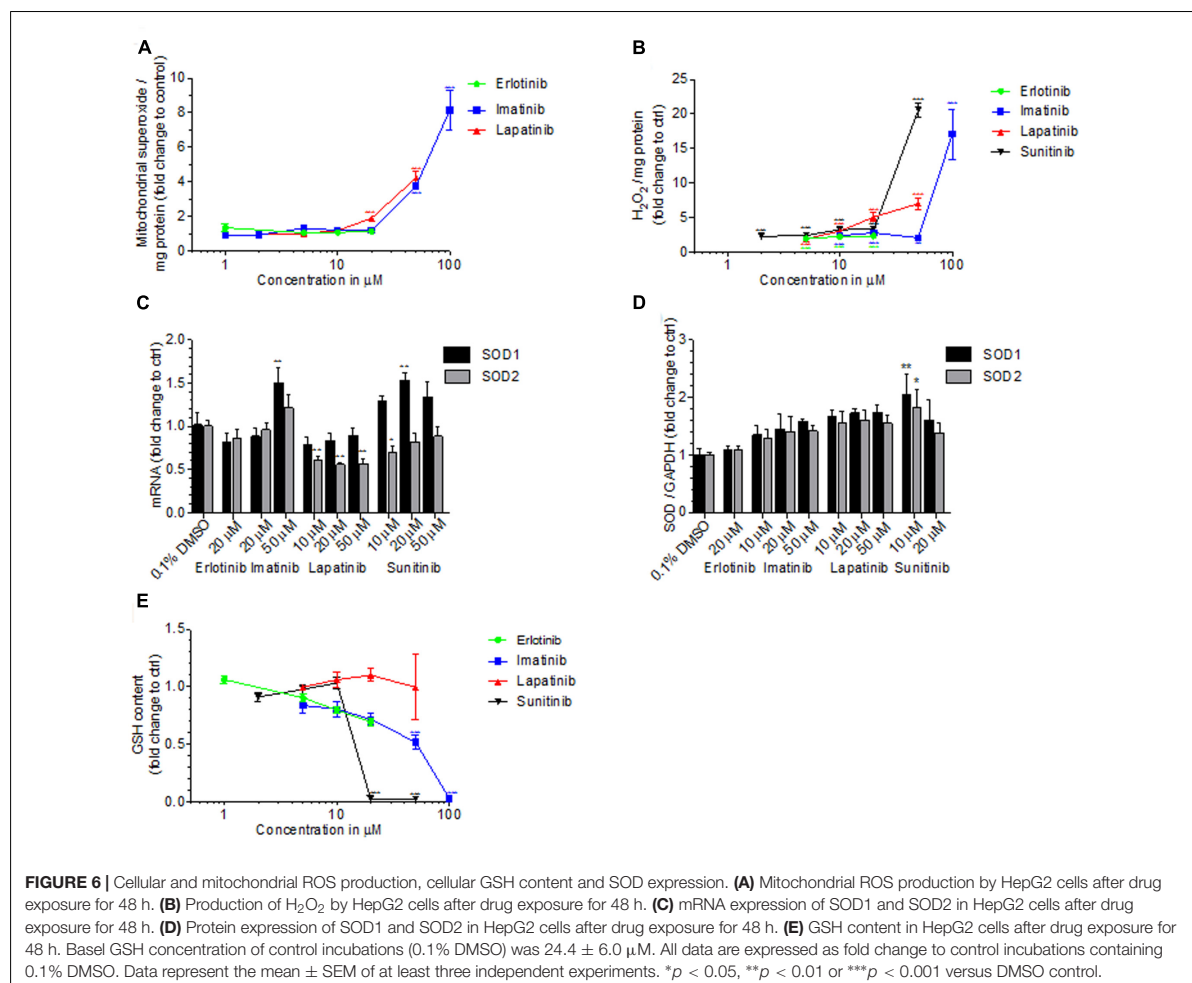 A
Mitochondrial superoxide /
mg protein (fold change to control)
10
8
6
4
2
0
1
10
100
Concentration in μM
Erlotinib
Imatinib
Lapatinib
B
H2O2 / mg protein
(fold change to ctrl)
25
20
15
10
5
0
1
10
100
Concentration in μM
Erlotinib
Imatinib
Lapatinib
Sunitinib
C
mRNA (fold change to ctrl)
2.0
1.5
1.0
0.5
0.0
SOD1
SOD2
0.1% DMSO
20 μM
20 μM
50 μM
10 μM
20 μM
50 μM
10 μM
20 μM
50 μM
Erlotinib Imatinib Lapatinib Sunitinib
D
SOD / GAPDH (fold change to ctrl)
3
2
1
0
SOD1
SOD2
** *
0.1% DMSO
20 μM
10 μM
20 μM
50 μM
10 μM
20 μM
50 μM
10 μM
20 μM
Erlotinib Imatinib Lapatinib Sunitinib
E
GSH content
(fold change to ctrl)
1.5
1.0
0.5
0.0
1
10
100
Concentration in μM
Erlotinib
Imatinib
Lapatinib
Sunitinib
FIGURE 6 | Cellular and mitochondrial ROS production, cellular GSH content and SOD expression. (A) Mitochondrial ROS production by HepG2 cells after drug
exposure for 48 h. (B) Production of H2O2 by HepG2 cells after drug exposure for 48 h. (C) mRNA expression of SOD1 and SOD2 in HepG2 cells after drug
exposure for 48 h. (D) Protein expression of SOD1 and SOD2 in HepG2 cells after drug exposure for 48 h. (E) GSH content in HepG2 cells after drug exposure for
48 h. Basel GSH concentration of control incubations (0.1% DMSO) was 24.4 ± 6.0 μM. All data are expressed as fold change to control incubations containing
0.1% DMSO. Data represent the mean ± SEM of at least three independent experiments. *p < 0.05, **p < 0.01 or ***p < 0.001 versus DMSO control.